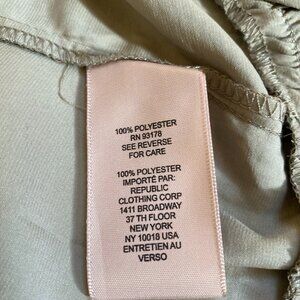 100% POLYESTER
RN 93178
SEE REVERSE
FOR CARE
100% POLYESTER
IMPORTÉ PAR:
REPUBLIC
CLOTHING CORP
1411 BROADWAY
37 TH FLOOR
NEW YORK
NY 10018 USA
ENTRETIEN AU
VERSO